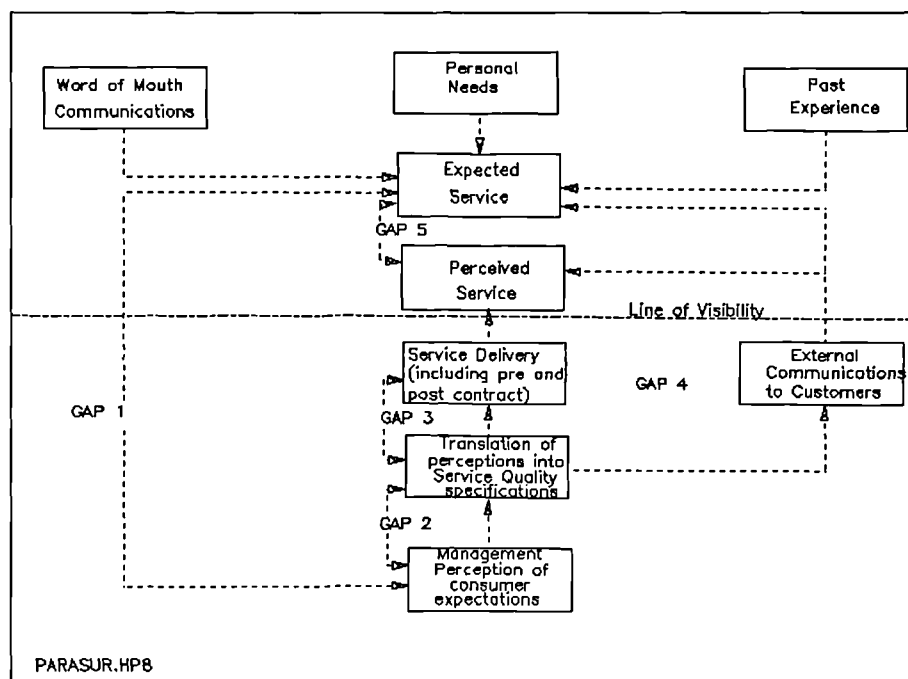 Word of Mouth
Communications
Personal
Needs
Past
Experience
Expected
Service
GAP 5
Perceived
Service
Line of Visibility
Service Delivery
(including pre and
post contract)
External
Communications
to Customers
GAP 4
GAP 1
GAP 3
Translation of
perceptions into
Service Quality
specifications
GAP 2
Management
Perception of
consumer
expectations
PARASUR.HP8